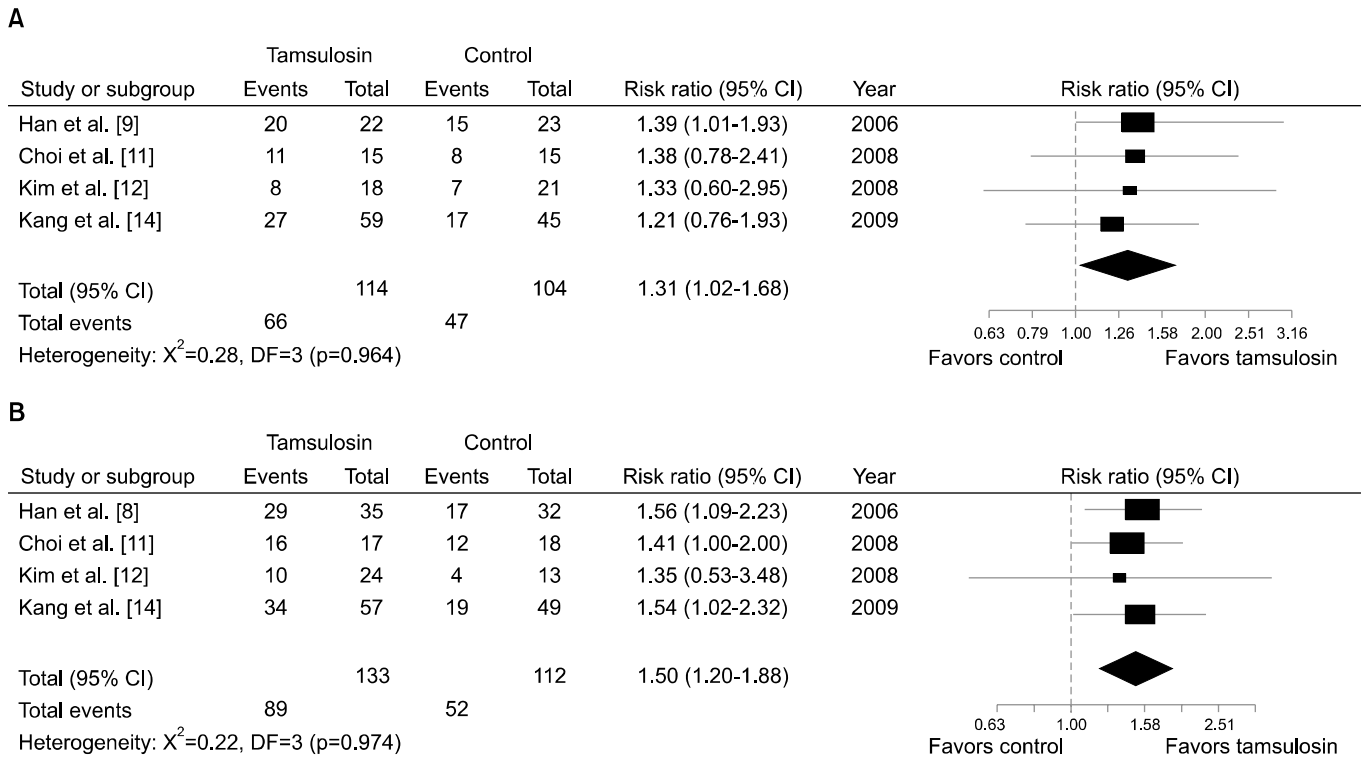 A
Tamsulosin Control
Study or subgroup Events Total Events Total Risk ratio (95% CI) Year Risk ratio (95% CI)
Han et al. [9] 20 22 15 23 1.39 (1.01-1.93) 2006
Choi et al. [11] 11 15 8 15 1.38 (0.78-2.41) 2008
Kim et al. [12] 8 18 7 21 1.33 (0.60-2.95) 2008
Kang et al. [14] 27 59 17 45 1.21 (0.76-1.93) 2009
Total (95% CI) 114 104 1.31 (1.02-1.68)
Total events 66 47
Heterogeneity: X²=0.28, DF=3 (p=0.964)
0.63 0.79 1.00 1.26 1.58 2.00 2.51 3.16
Favors control Favors tamsulosin
B
Tamsulosin Control
Study or subgroup Events Total Events Total Risk ratio (95% CI) Year Risk ratio (95% CI)
Han et al. [8] 29 35 17 32 1.56 (1.09-2.23) 2006
Choi et al. [11] 16 17 12 18 1.41 (1.00-2.00) 2008
Kim et al. [12] 10 24 4 13 1.35 (0.53-3.48) 2008
Kang et al. [14] 34 57 19 49 1.54 (1.02-2.32) 2009
Total (95% CI) 133 112 1.50 (1.20-1.88)
Total events 89 52
Heterogeneity: X²=0.22, DF=3 (p=0.974)
0.63 1.00 1.58 2.51
Favors control Favors tamsulosin